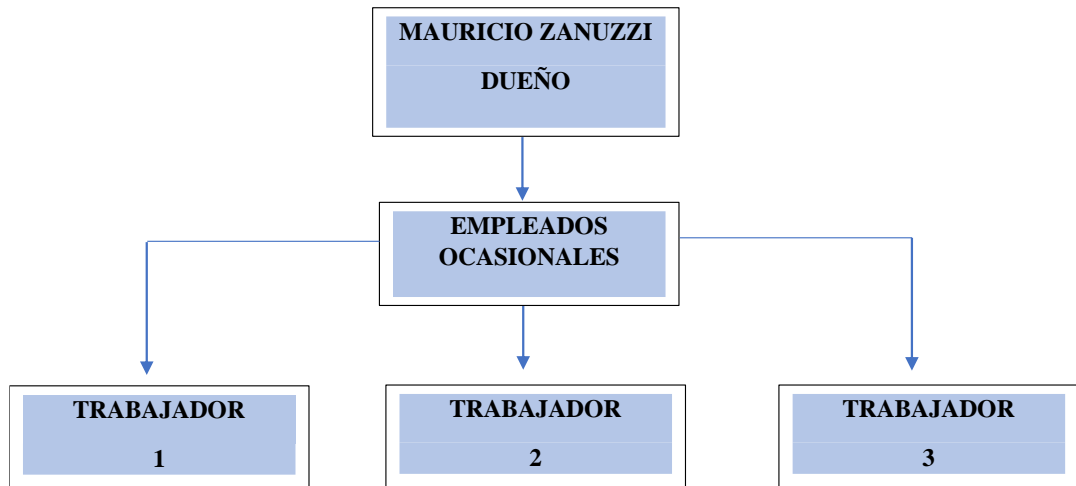 MAURICIO ZANUZZI
DUEÑO
EMPLEADOS
OCASIONALES
TRABAJADOR
1
TRABAJADOR
2
TRABAJADOR
3